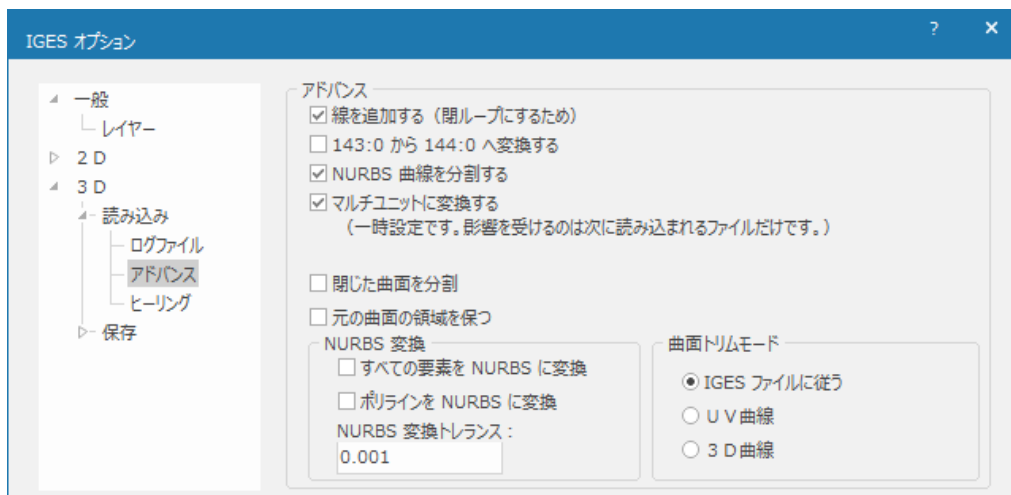 IGES オプション
?
×
一般
レイヤー
2 D
3 D
読み込み
ログファイル
アドバンス
ヒーリング
保存
アドバンス
線を追加する（閉ループにするため）
143:0 から 144:0 へ変換する
NURBS 曲線を分割する
マルチユニットに変換する
（一時設定です。影響を受けるのは次に読み込まれるファイルだけです。）
閉じた曲面を分割
元の曲面の領域を保つ
NURBS 変換
すべての要素を NURBS に変換
ポリラインを NURBS に変換
NURBS 変換トレランス：
0.001
曲面トリムモード
IGES ファイルに従う
U V 曲線
3 D 曲線